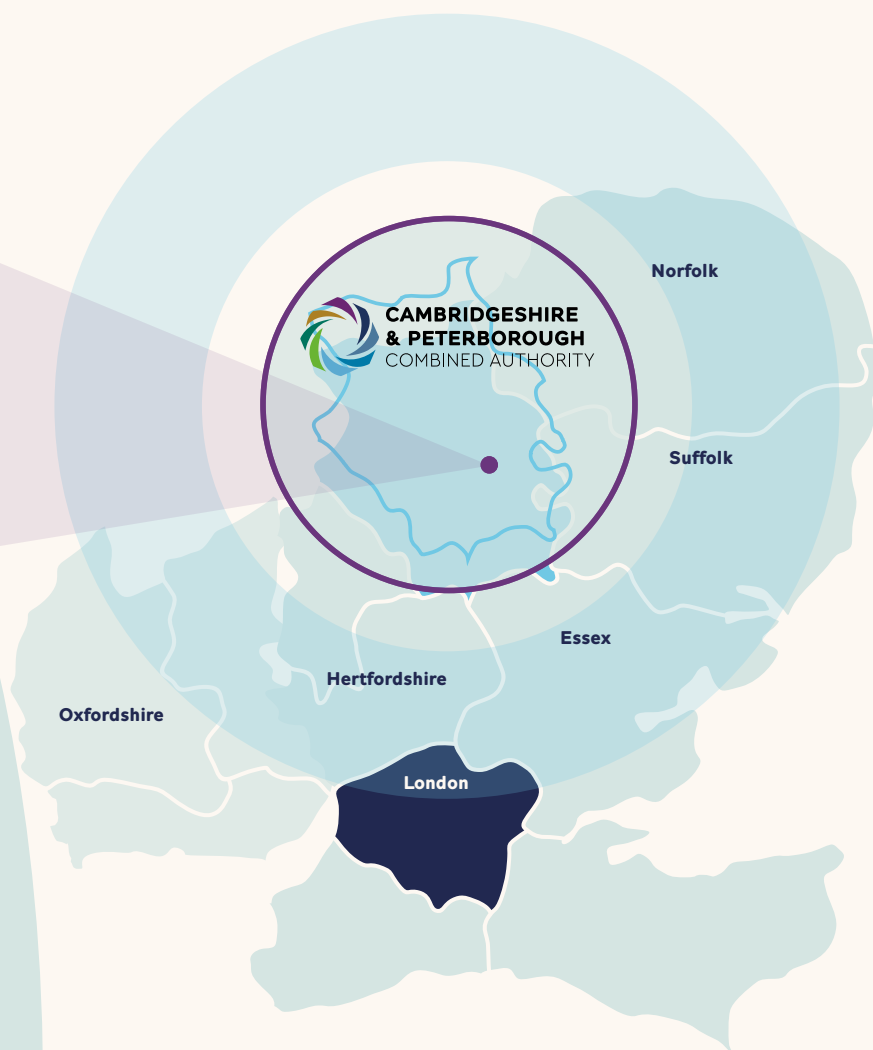 Norfolk
CAMBRIDGESHIRE
& PETERBOROUGH
COMBINED AUTHORITY
Suffolk
Essex
Hertfordshire
Oxfordshire
London